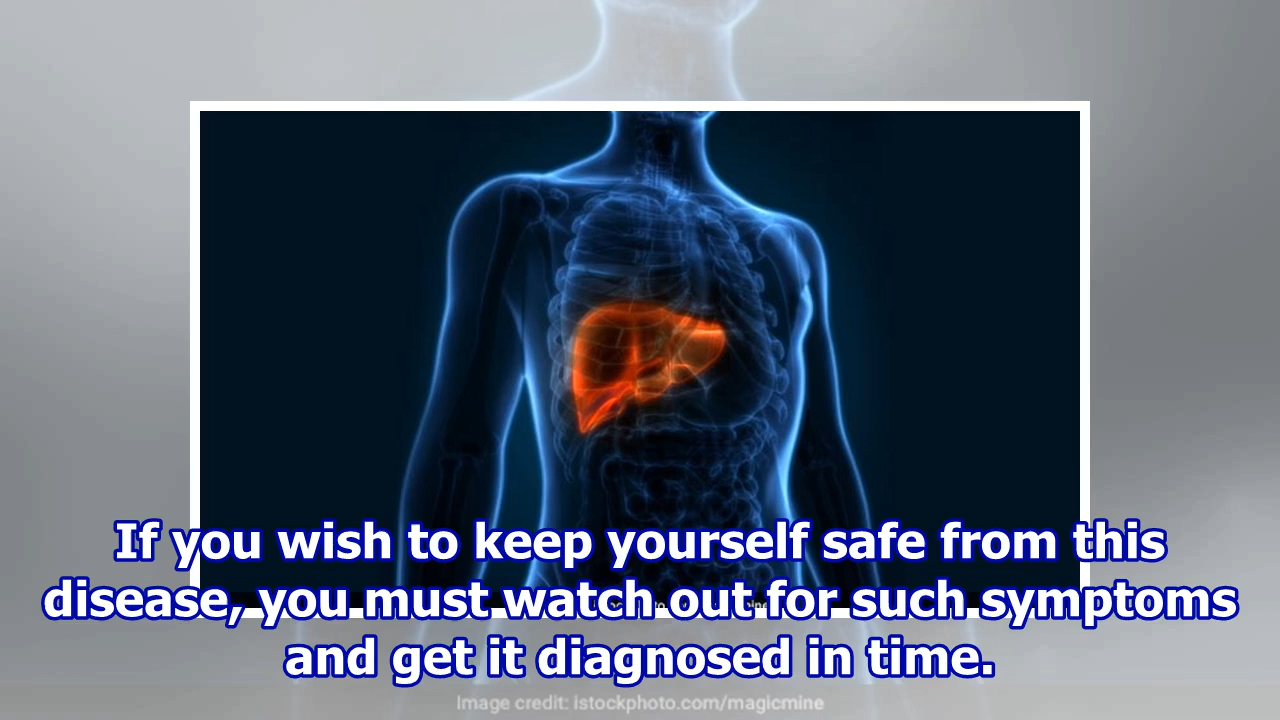 If you wish to keep yourself safe from this
disease, you must watch out for such symptoms
and get it diagnosed in time.
Image credit: istockphoto.com/magicmine